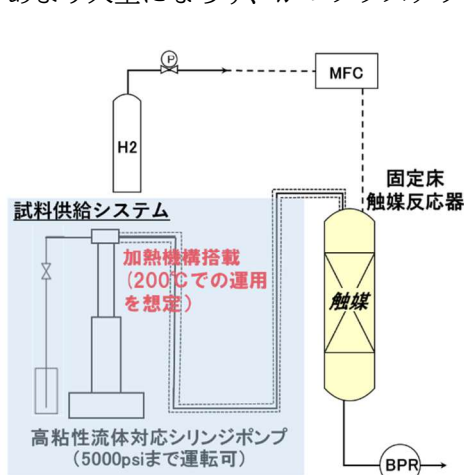 P
MFC
H2
固定床
触媒反応器
試料供給システム
加熱機構搭載
(200℃での運用
を想定)
触媒
高粘性流体対応シリンジポンプ
(5000psiまで運転可)
BPR